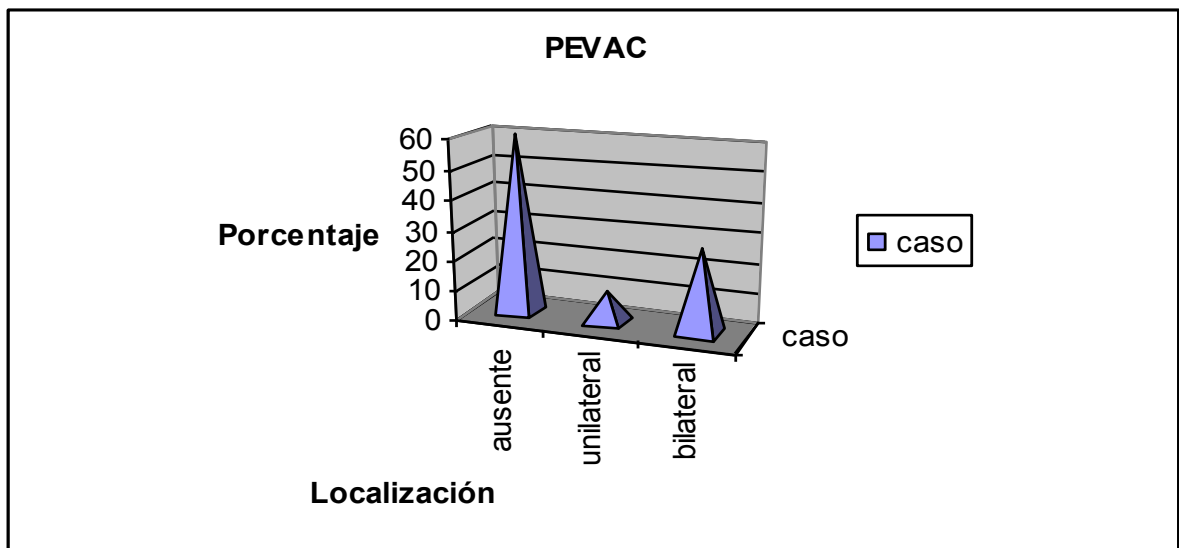 PEVAC
60
50
40
30
20
10
0
Porcentaje
ausente
unilateral
bilateral
caso
caso
Localización